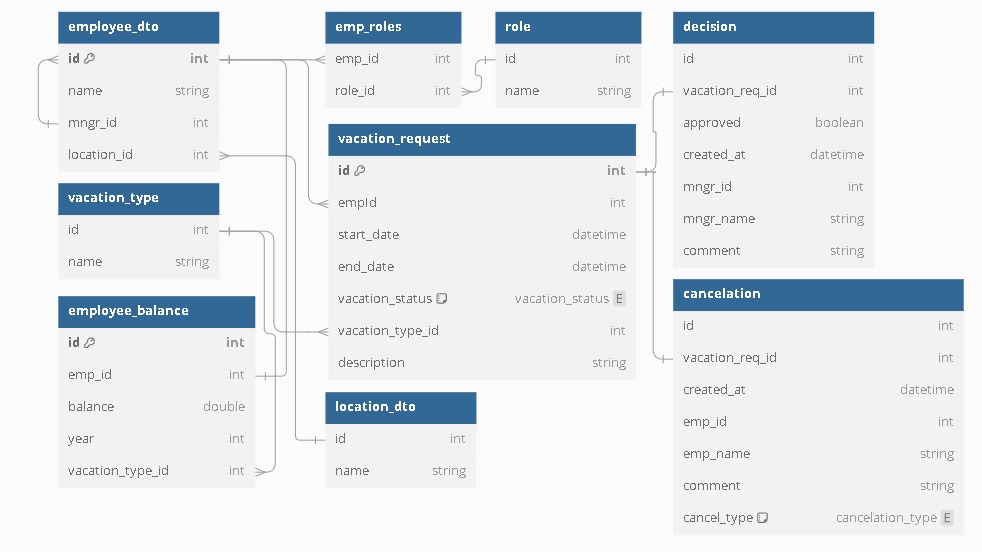 employee_dto
id int
name string
mngr_id int
location_id int
vacation_type
id int
name string
employee_balance
id int
emp_id int
balance double
year int
vacation_type_id int
emp_roles
emp_id int
role_id int
role
id int
name string
vacation_request
id int
empId int
start_date datetime
end_date datetime
vacation_status vacation_status E
vacation_type_id int
description string
location_dto
id int
name string
decision
id int
vacation_req_id int
approved boolean
created_at datetime
mngr_id int
mngr_name string
comment string
cancelation
id int
vacation_req_id int
created_at datetime
emp_id int
emp_name string
comment string
cancel_type cancelation_type E